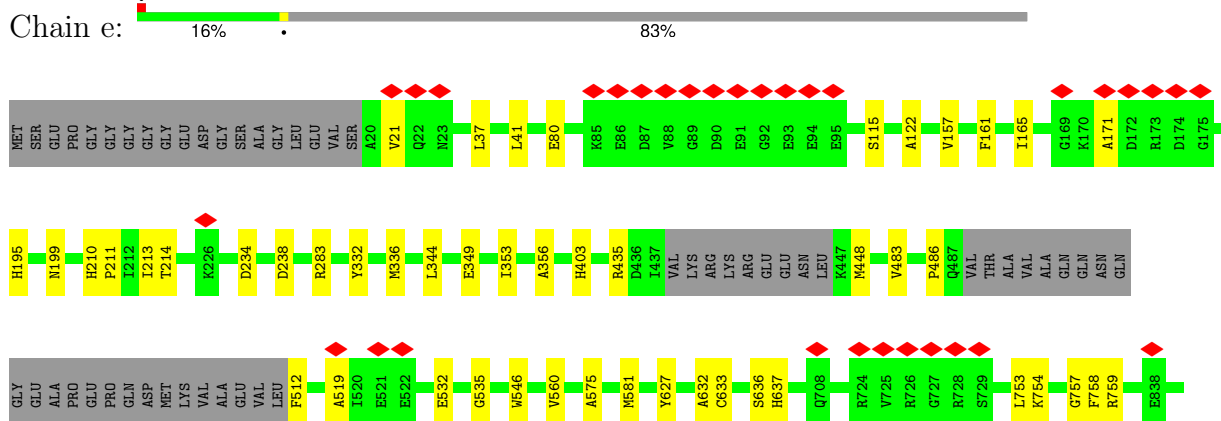 Chain e:
16% • 83%
MET SER GLU PRO GLY GLY GLY GLY GLY GLU ASP GLY SER ALA GLY LEU GLU VAL SER A20 V21 Q22 N23 L37 L41 E80 K85 E86 D87 V88 G89 D90 E91 G92 E93 E94 E95 S115 A122 V157 F161 I165 G169 K170 A171 D172 R173 D174 G175
H195 N199 H210 P211 I212 I213 T214 K226 D234 D238 R283 Y332 M336 L344 E349 I353 A356 H403 R435 D436 I437 VAL LYS ARG LYS ARG GLU GLU ASN LEU K447 M448 V483 P486 Q487 VAL THR ALA VAL ALA GLN GLN ASN GLN
GLY GLU ALA PRO GLU PRO GLN ASP MET LYS VAL ALA GLU VAL LEU F512 A519 I520 E521 E522 E532 G535 W546 V560 A575 M581 Y627 A632 C633 S636 H637 Q708 R724 V725 R726 G727 R728 S729 L753 K754 G757 F758 R759 E838